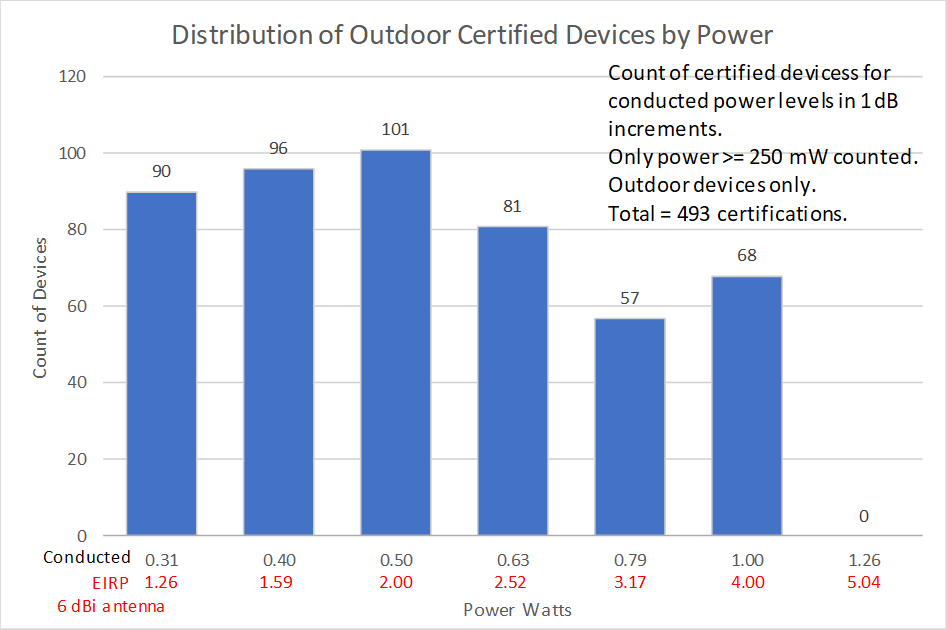 Distribution of Outdoor Certified Devices by Power
Count of certified devicess for
conducted power levels in 1 dB
increments.
Only power >= 250 mW counted.
Outdoor devices only.
Total = 493 certifications.
120
100
80
60
40
20
0
Count of Devices
90
96
101
81
57
68
0
Conducted 0.31 0.40 0.50 0.63 0.79 1.00 1.26
EIRP 1.26 1.59 2.00 2.52 3.17 4.00 5.04
6 dBi antenna
Power Watts